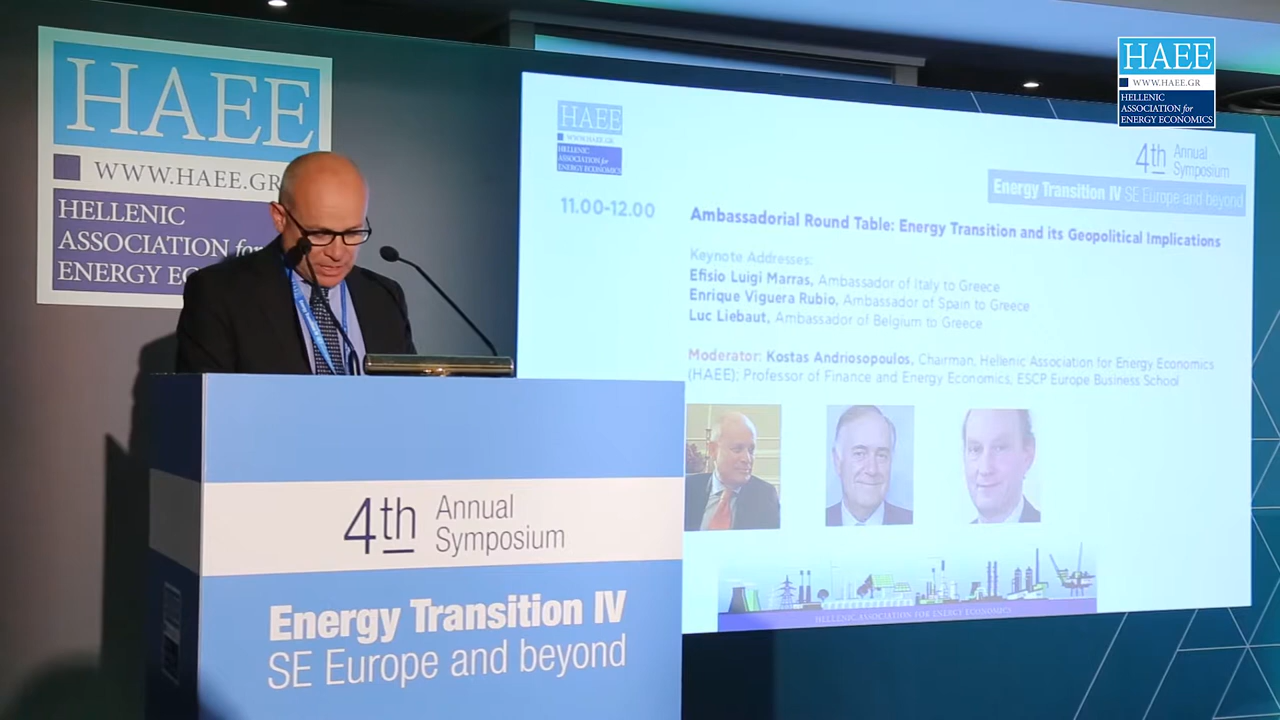 HAEE
WWW.HAEE.GR
HELLENIC
ASSOCIATION for
ENERGY EC
HAEE
WWW.HAEE.GR
HELLENIC
ASSOCIATION for
ENERGY ECONOMICS
4th Annual
Symposium
Energy Transition IV SE Europe and beyond
11.00-12.00
Ambassadorial Round Table: Energy Transition and its Geopolitical Implications
Keynote Addresses:
Efisio Luigi Marras, Ambassador of Italy to Greece
Enrique Viguera Rubio, Ambassador of Spain to Greece
Luc Liebaut, Ambassador of Belgium to Greece
Moderator: Kostas Andriosopoulos, Chairman, Hellenic Association for Energy Economics
(HAEE); Professor of Finance and Energy Economics, ESCP Europe Business School
HELLENIC ASSOCIATION FOR ENERGY ECONOMICS
HAEE
WWW.HAEE.GR
HELLENIC
ASSOCIATION for
ENERGY ECONOMICS
4th Annual
Symposium
Energy Transition IV
SE Europe and beyond